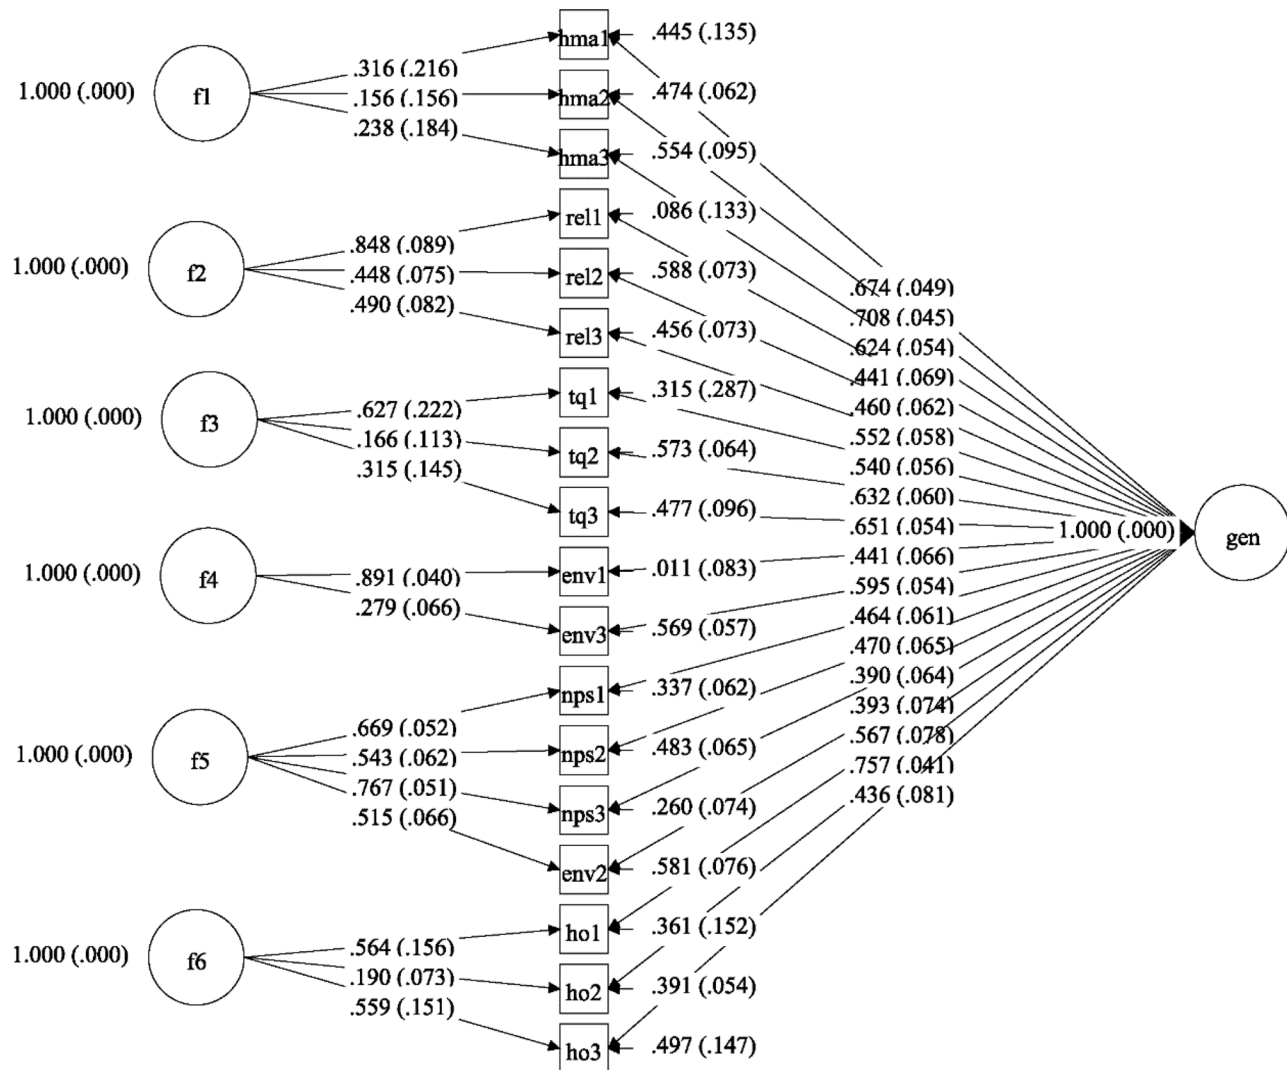 1.000 (.000)
f1
.316 (.216)
.156 (.156)
.238 (.184)
1.000 (.000)
f2
.848 (.089)
.448 (.075)
.490 (.082)
1.000 (.000)
f3
.627 (.222)
.166 (.113)
.315 (.145)
1.000 (.000)
f4
.891 (.040)
.279 (.066)
1.000 (.000)
f5
.669 (.052)
.543 (.062)
.767 (.051)
.515 (.066)
1.000 (.000)
f6
.564 (.156)
.190 (.073)
.559 (.151)
hma1
.445 (.135)
hma2
.474 (.062)
hma3
.554 (.095)
rel1
.086 (.133)
rel2
.588 (.073)
rel3
.456 (.073)
tq1
.315 (.287)
tq2
.573 (.064)
tq3
.477 (.096)
env1
.011 (.083)
env3
.569 (.057)
nps1
.337 (.062)
nps2
.483 (.065)
nps3
.260 (.074)
env2
.581 (.076)
ho1
.361 (.152)
ho2
.391 (.054)
ho3
.497 (.147)
.674 (.049)
.708 (.045)
.624 (.054)
.441 (.069)
.460 (.062)
.552 (.058)
.540 (.056)
.632 (.060)
.651 (.054)
.441 (.066)
.595 (.054)
.464 (.061)
.470 (.065)
.390 (.064)
.393 (.074)
.567 (.078)
.757 (.041)
.436 (.081)
1.000 (.000)
gen